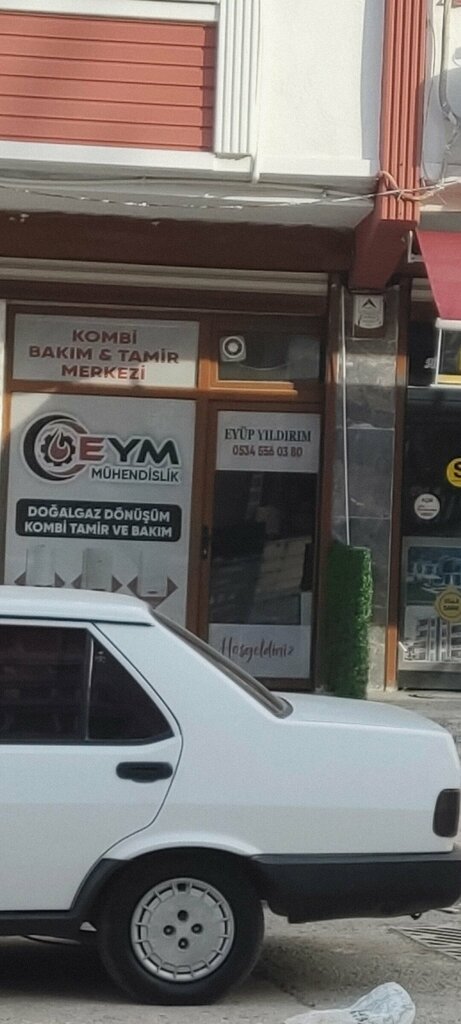 KOMBİ
BAKIM & TAMİR
MERKEZİ
EYM
MÜHENDİSLİK
DOĞALGAZ DÖNÜŞÜM
KOMBİ TAMİR VE BAKIM
EYÜP YILDIRIM
0534 656 03 80
Hoşgeldiniz